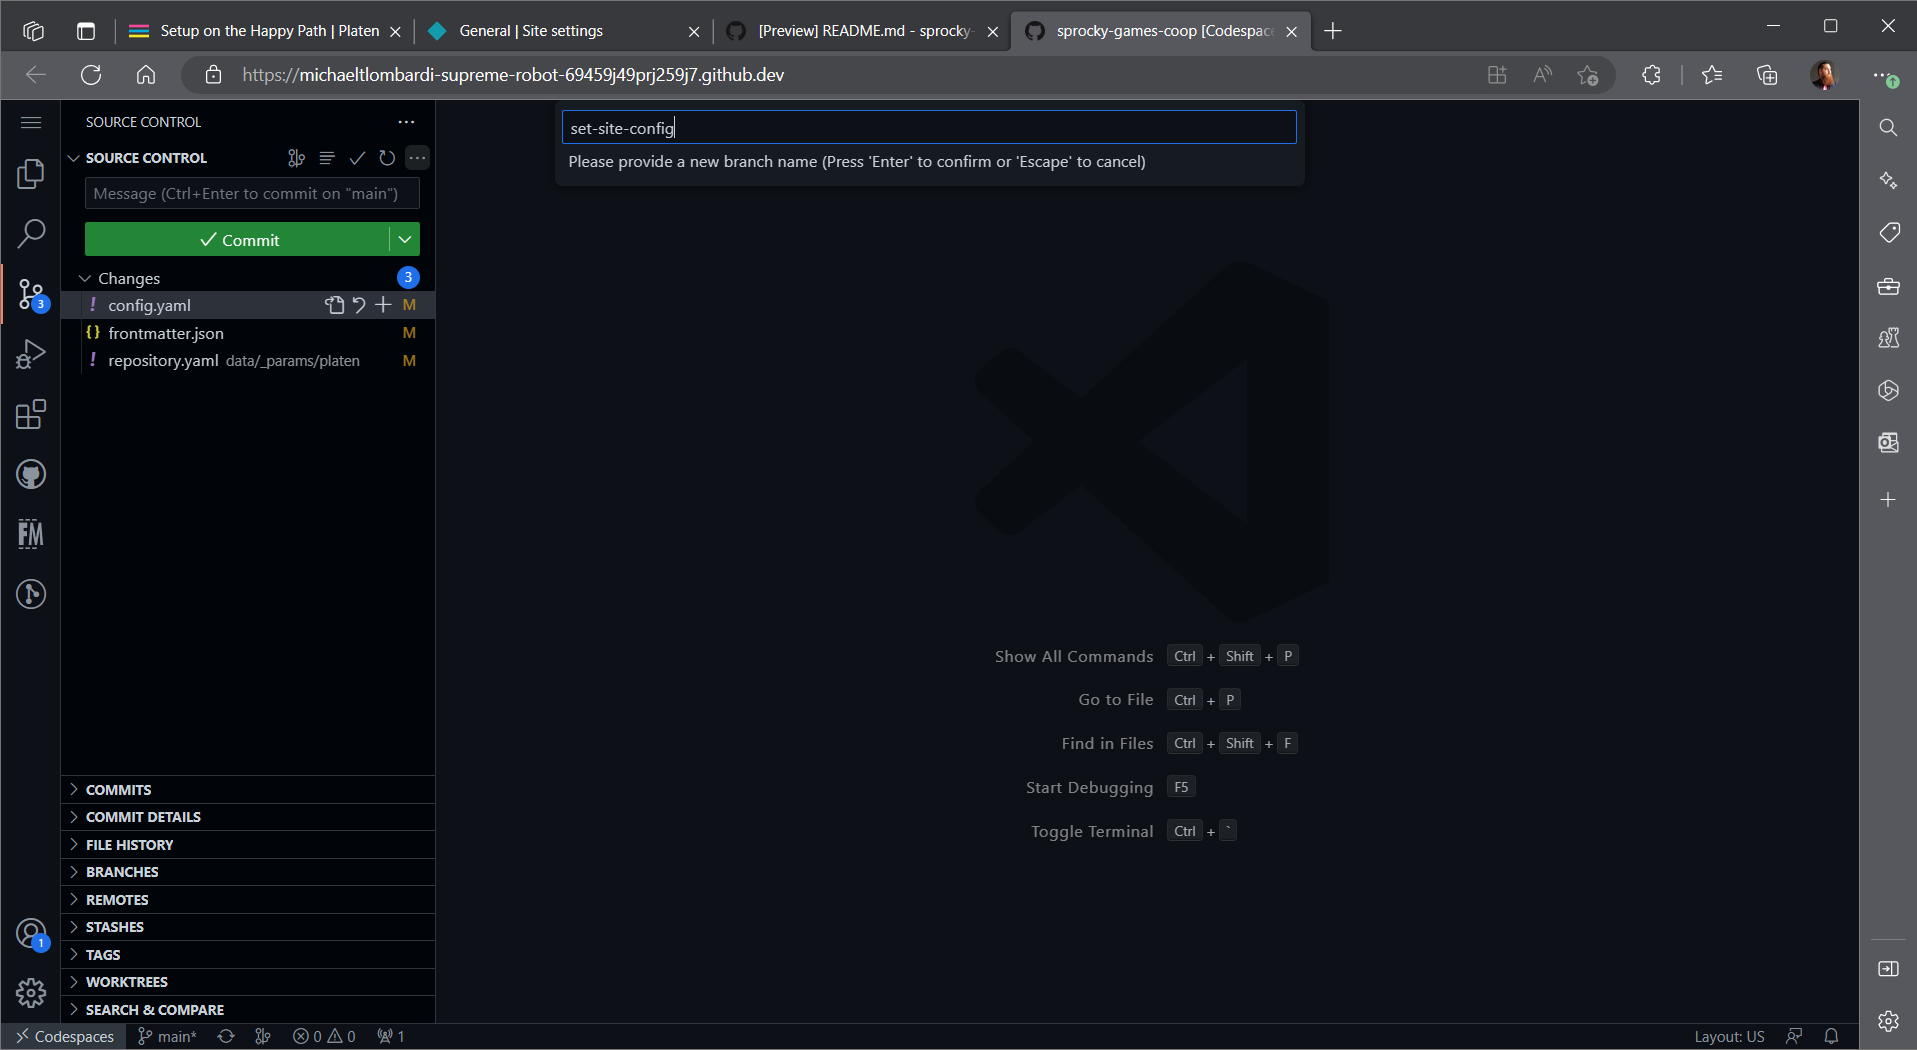 Setup on the Happy Path | Platen
General | Site settings
[Preview] README.md - sprocky-
sprocky-games-coop [Codespace
https://michaeltlombardi-supreme-robot-69459j49prj259j7.github.dev
SOURCE CONTROL
SOURCE CONTROL
Message (Ctrl+Enter to commit on "main")
Commit
Changes
3
3
! config.yaml M
{} frontmatter.json M
! repository.yaml data/_params/platen M
FM
set-site-config
Please provide a new branch name (Press 'Enter' to confirm or 'Escape' to cancel)
Show All Commands Ctrl + Shift + P
Go to File Ctrl + P
Find in Files Ctrl + Shift + F
Start Debugging F5
Toggle Terminal Ctrl + `
COMMITS
COMMIT DETAILS
FILE HISTORY
BRANCHES
REMOTES
STASHES
TAGS
WORKTREES
SEARCH & COMPARE
1
Codespaces main* 0 0 1
Layout: US